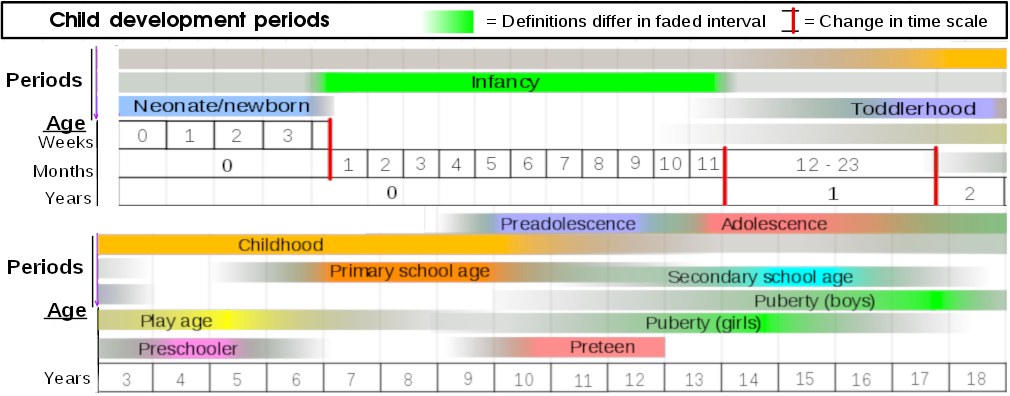 Child development periods = Definitions differ in faded interval = Change in time scale
Periods
Infancy
Neonate/newborn Toddlerhood
Age
Weeks 0 1 2 3
Months 0 1 2 3 4 5 6 7 8 9 10 11 12 - 23
Years 0 1 2
Preadolescence Adolescence
Childhood
Periods
Primary school age Secondary school age
Puberty (boys)
Age
Play age Puberty (girls)
Preschooler Preteen
Years 3 4 5 6 7 8 9 10 11 12 13 14 15 16 17 18